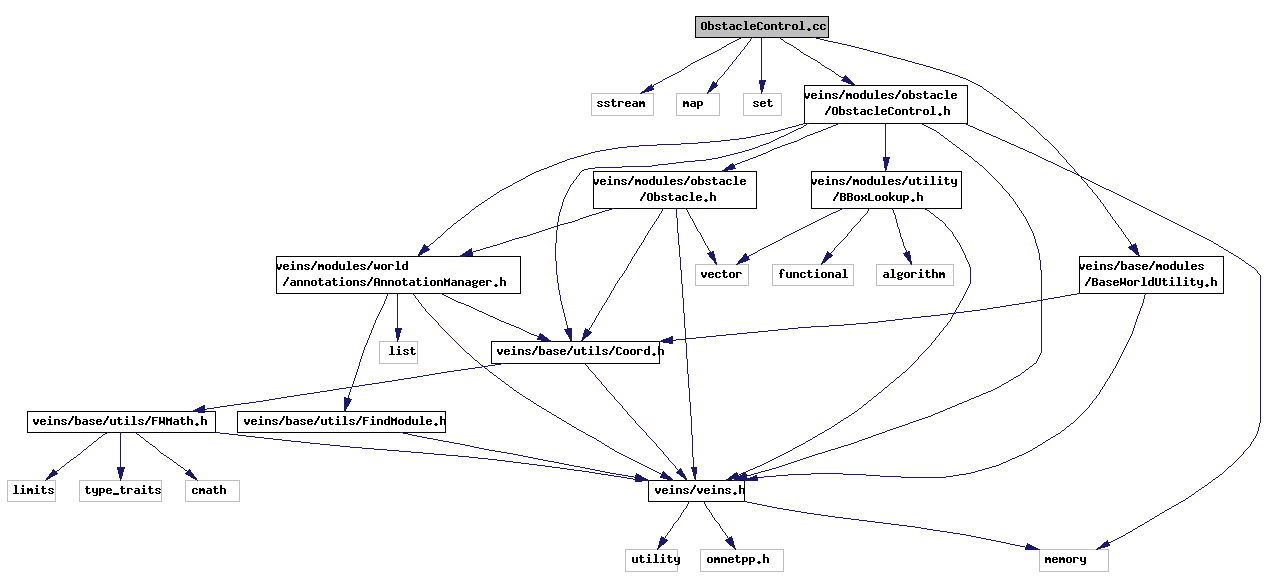 ObstacleControl.cc
sstream
map
set
veins/modules/obstacle
/ObstacleControl.h
veins/modules/obstacle
/Obstacle.h
veins/modules/utility
/BBoxLookup.h
veins/modules/world
/annotations/AnnotationManager.h
vector
functional
algorithm
veins/base/modules
/BaseWorldUtility.h
list
veins/base/utils/Coord.h
veins/base/utils/FWMath.h
veins/base/utils/FindModule.h
limits
type_traits
cmath
veins/veins.h
utility
omnetpp.h
memory